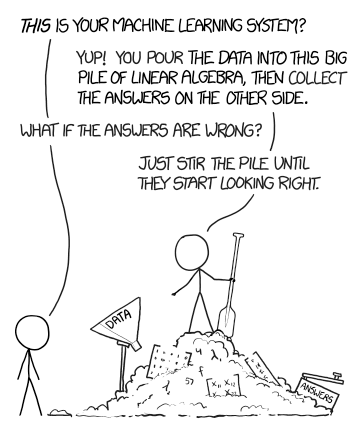 THIS IS YOUR MACHINE LEARNING SYSTEM?
YUP! YOU POUR THE DATA INTO THIS BIG
PILE OF LINEAR ALGEBRA, THEN COLLECT
THE ANSWERS ON THE OTHER SIDE.
WHAT IF THE ANSWERS ARE WRONG?
JUST STIR THE PILE UNTIL
THEY START LOOKING RIGHT.
DATA
ANSWERS